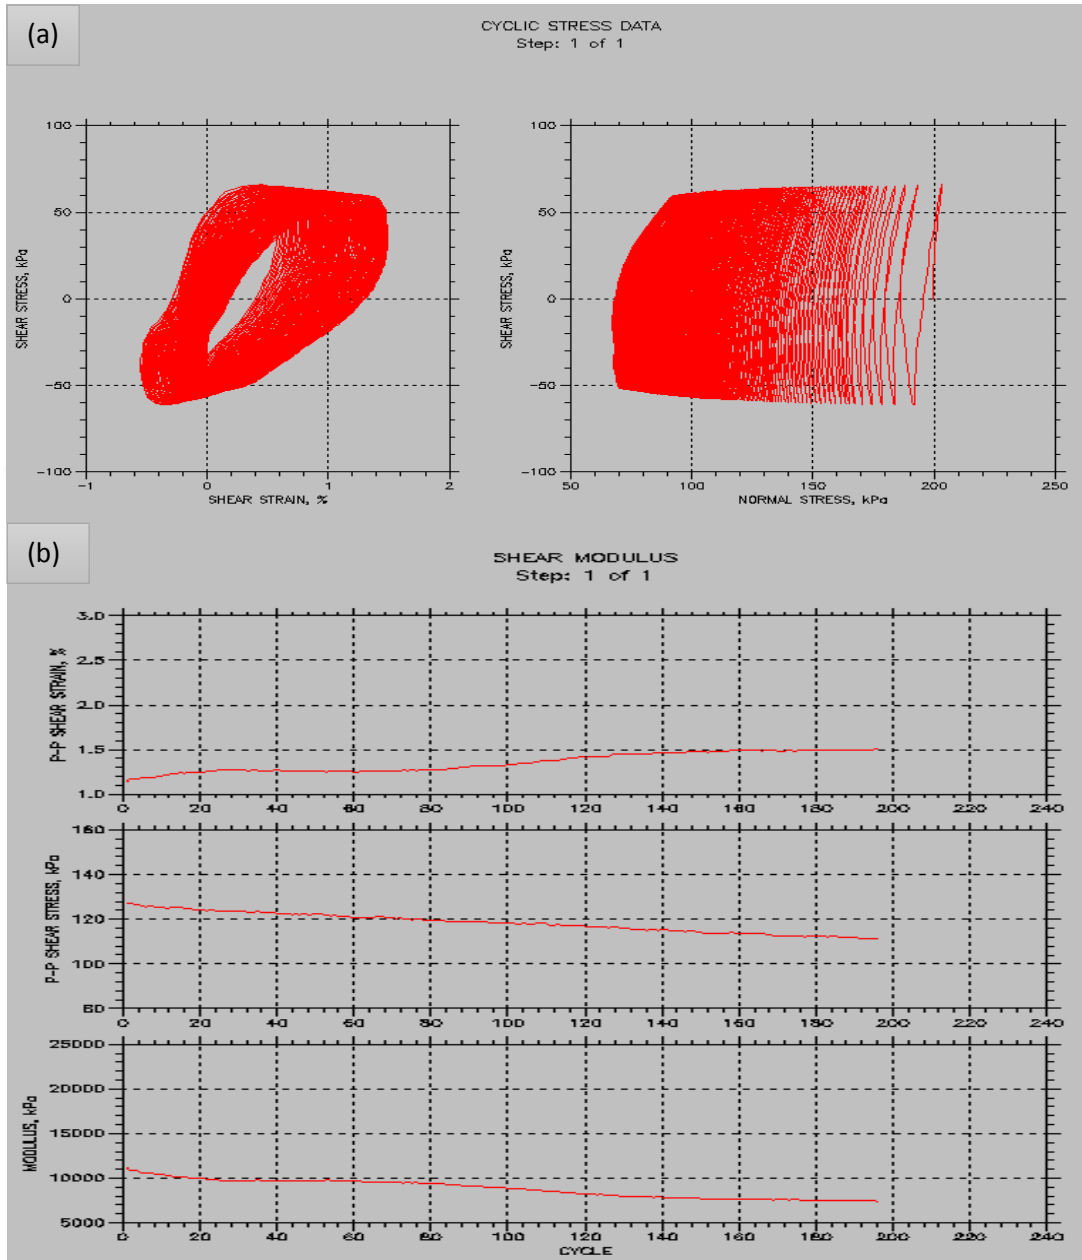 (a)
CYCLIC STRESS DATA
Step: 1 of 1
100
50
0
-50
-100
SHEAR STRESS, kPa
-1 0 1 2
SHEAR STRAIN, %
100
50
0
-50
-100
SHEAR STRESS, kPa
50 100 150 200 250
NORMAL STRESS, kPa
(b)
SHEAR MODULUS
Step: 1 of 1
3.0
2.5
2.0
1.5
1.0
P-P SHEAR STRAIN, %
0 20 40 60 80 100 120 140 160 180 200 220 240
160
140
120
100
80
P-P SHEAR STRESS, kPa
0 20 40 60 80 100 120 140 160 180 200 220 240
25000
20000
15000
10000
5000
MODULUS, kPa
0 20 40 60 80 100 120 140 160 180 200 220 240
CYCLE